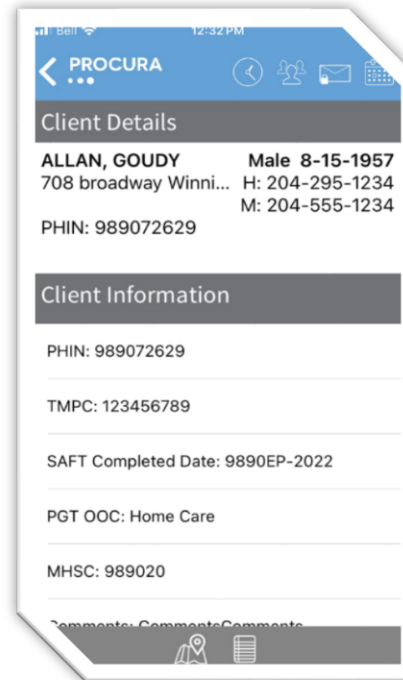 Bell 12:32 PM
PROCURA
Client Details
ALLAN, GOUDY Male 8-15-1957
708 broadway Winni... H: 204-295-1234
M: 204-555-1234
PHIN: 989072629
Client Information
PHIN: 989072629
TMPC: 123456789
SAFT Completed Date: 9890EP-2022
PGT OOC: Home Care
MHSC: 989020
Comments: CommentsComments